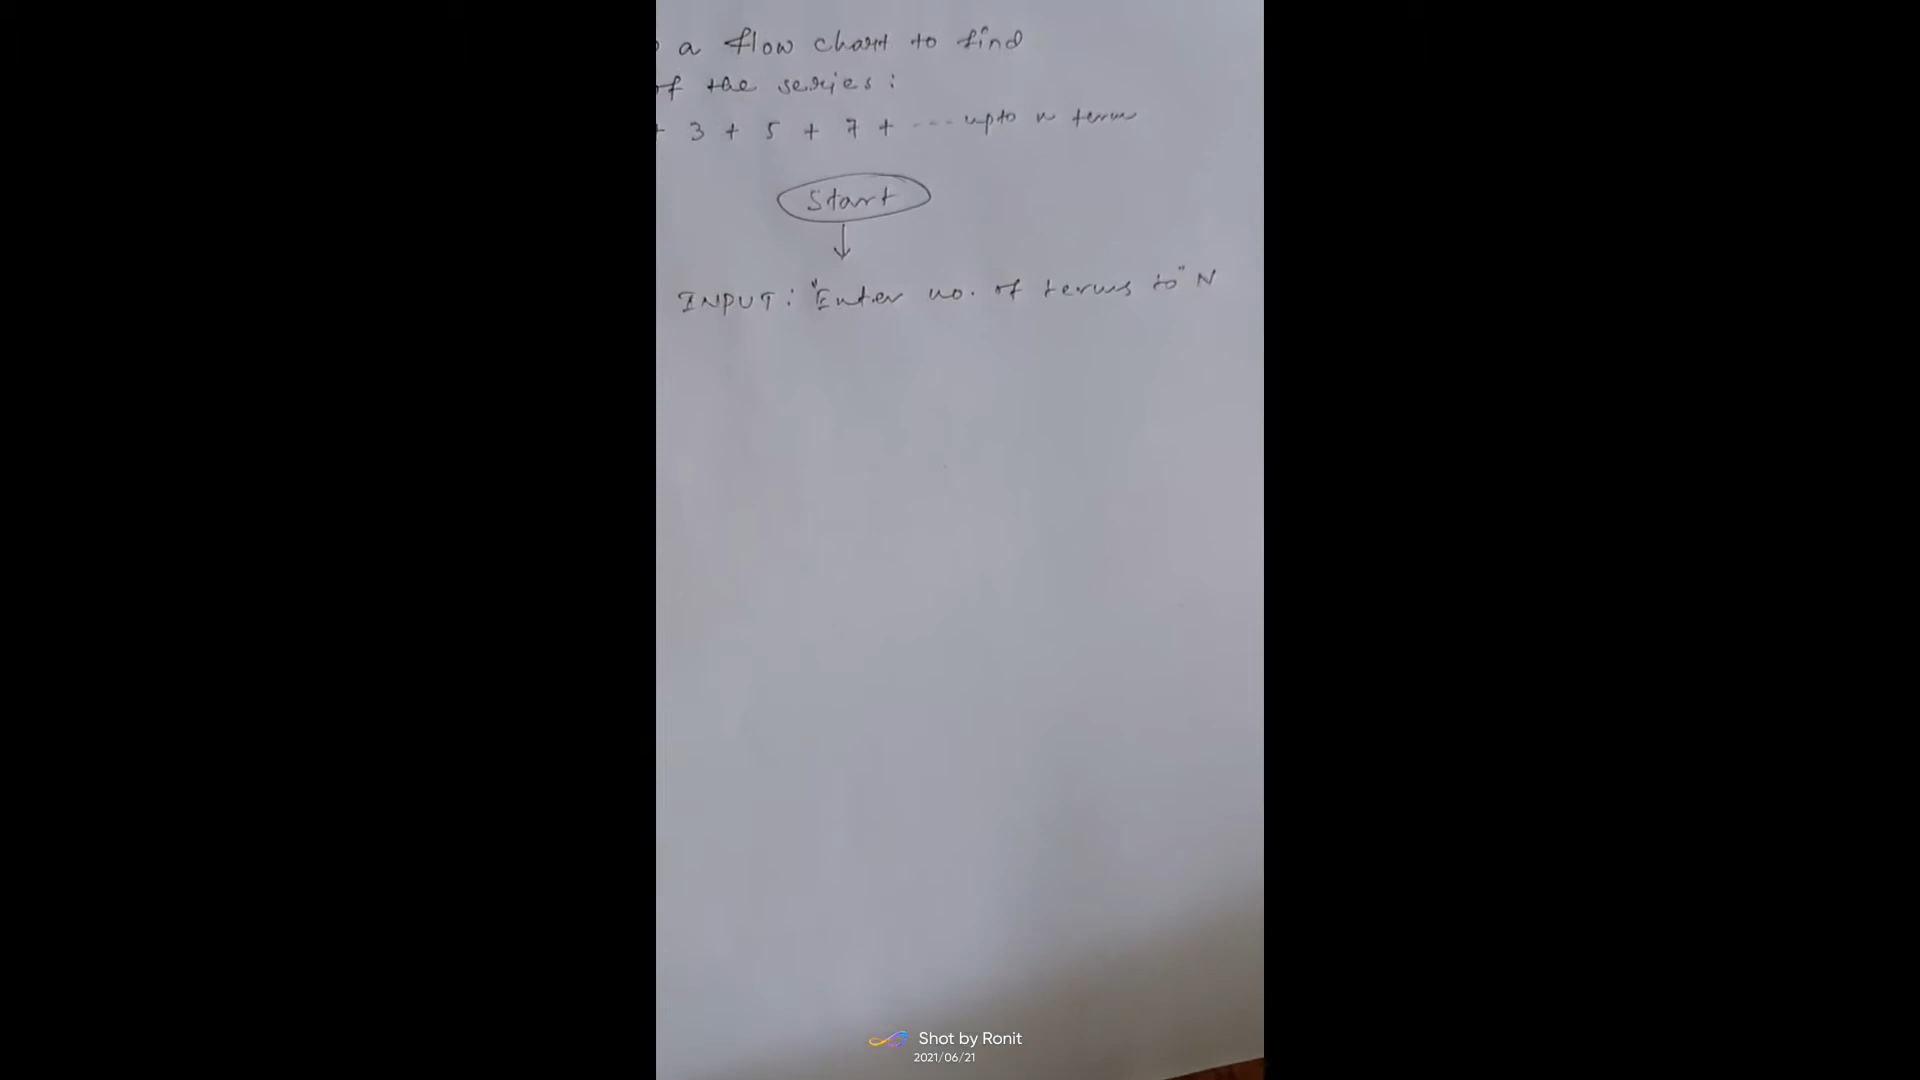 a flow chart to find
of the series:
+ 3 + 5 + 7 + ---- upto n term
Start
INPUT: "Enter no. of terms to" N
Shot by Ronit
2021/06/21